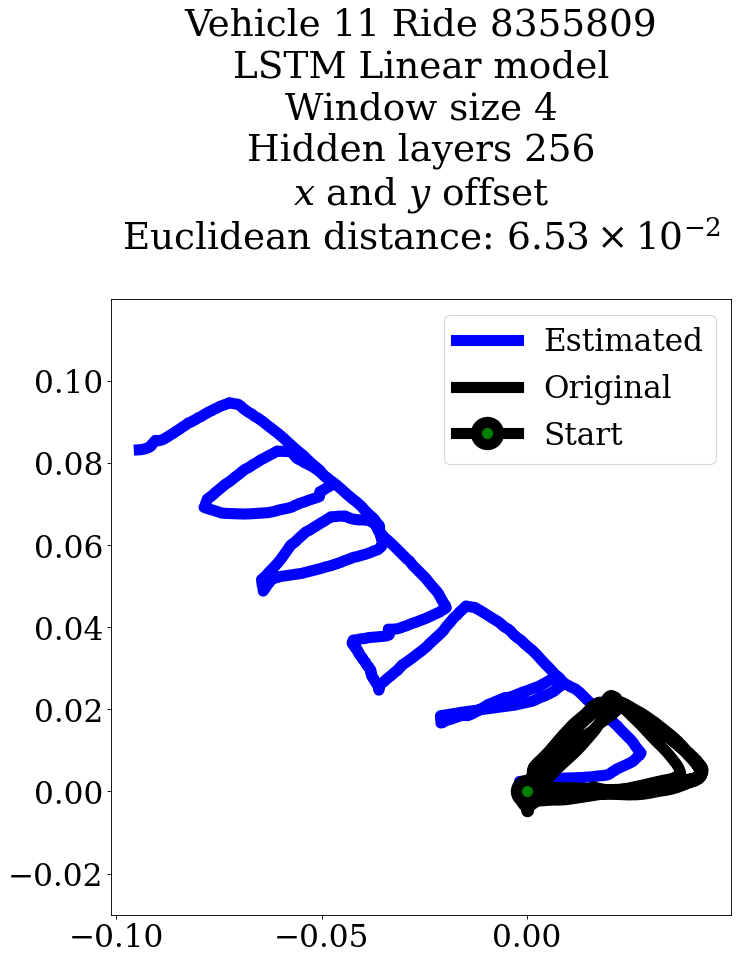 Vehicle 11 Ride 8355809
LSTM Linear model
Window size 4
Hidden layers 256
x and y offset
Euclidean distance: 6.53 × 10⁻²
Estimated
Original
Start
0.10
0.08
0.06
0.04
0.02
0.00
−0.02
−0.10
−0.05
0.00